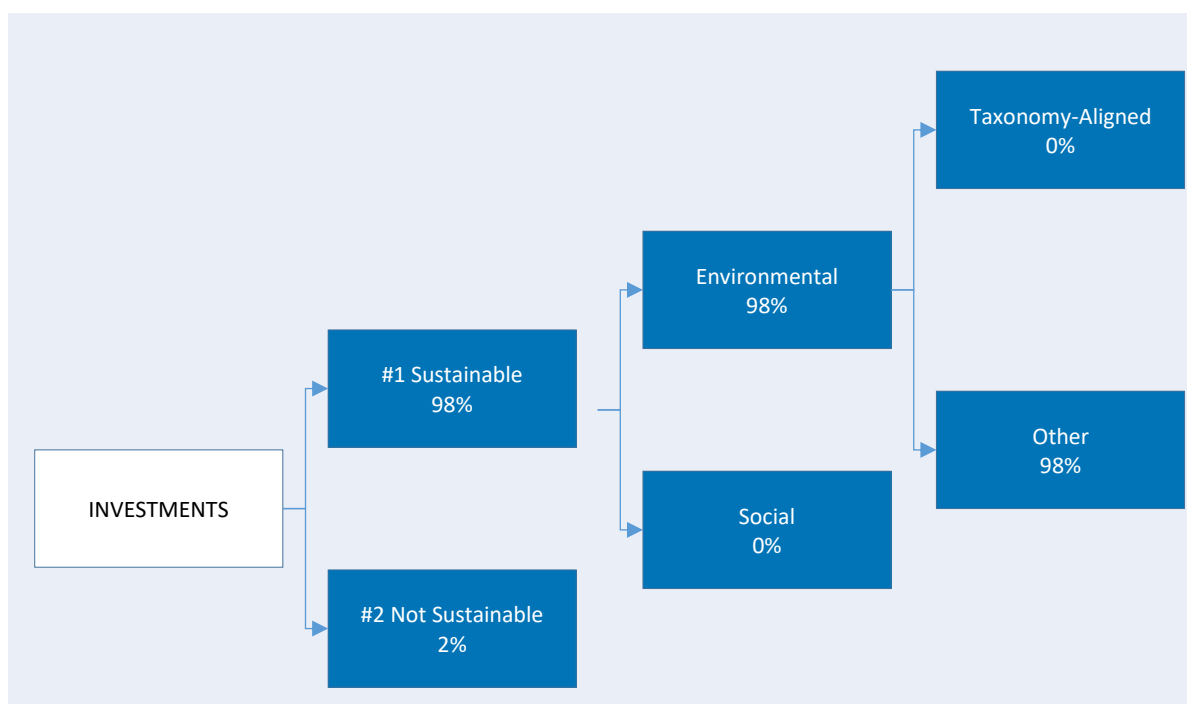 Taxonomy-Aligned
0%
Environmental
98%
#1 Sustainable
98%
Other
98%
INVESTMENTS
Social
0%
#2 Not Sustainable
2%